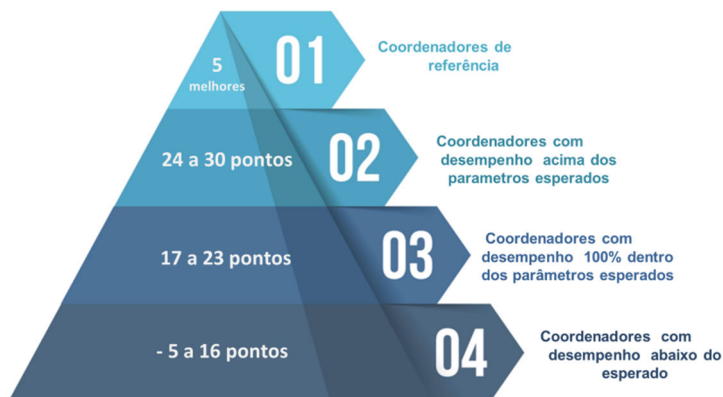 5
melhores
01
Coordenadores de
referência
24 a 30 pontos
02
Coordenadores com
desempenho acima dos
parametros esperados
17 a 23 pontos
03
Coordenadores com
desempenho 100% dentro
dos parâmetros esperados
- 5 a 16 pontos
04
Coordenadores com
desempenho abaixo do
esperado